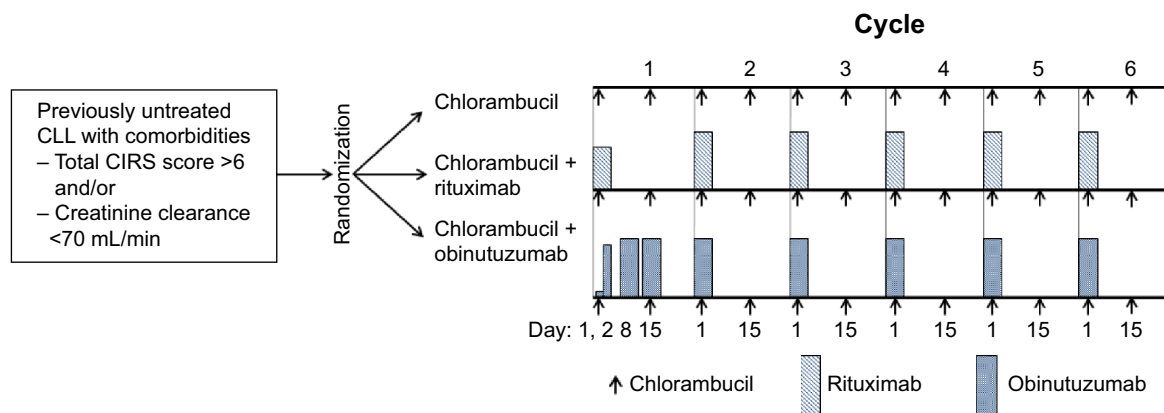 Cycle
1 2 3 4 5 6
Previously untreated
CLL with comorbidities
– Total CIRS score >6
and/or
– Creatinine clearance
<70 mL/min
Randomization
Chlorambucil
Chlorambucil +
rituximab
Chlorambucil +
obinutuzumab
Day: 1, 2 8 15 1 15 1 15 1 15 1 15 1 15
Chlorambucil
Rituximab
Obinutuzumab